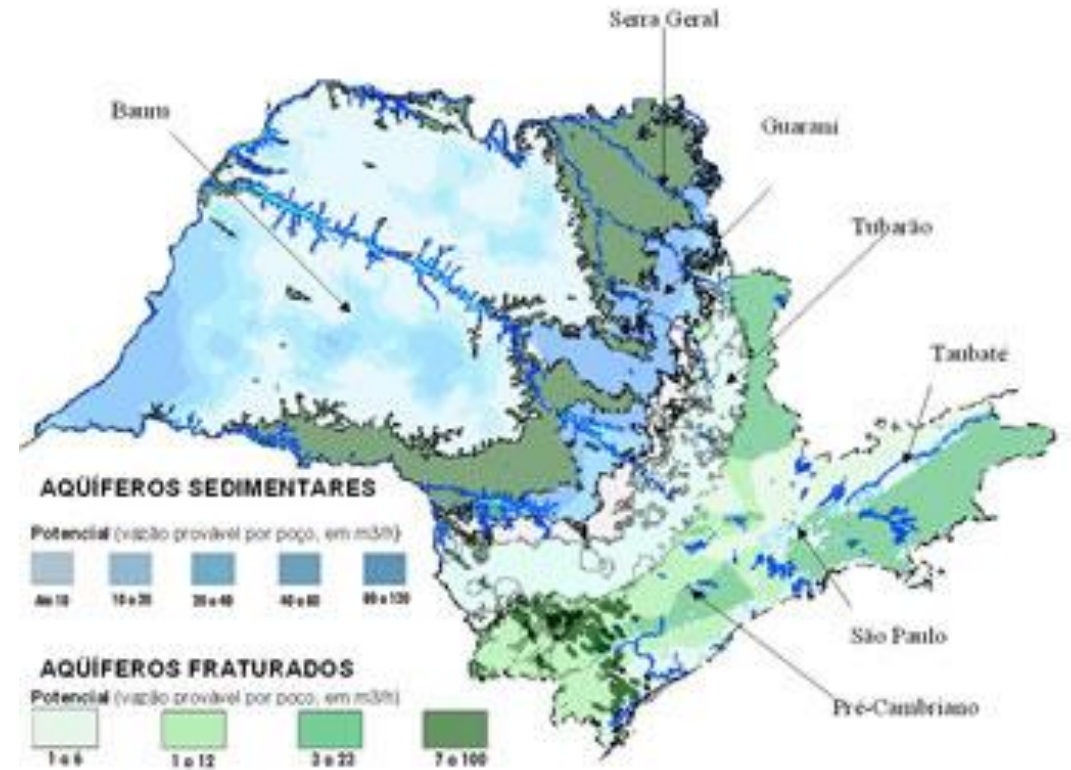 Serra Geral
Bauru
Guarani
Tubarão
Taubaté
AQÜÍFEROS SEDIMENTARES
Potencial (vazão provável por poço, em m3/h)
10 a 20
20 a 40
40 a 80
São Paulo
AQÜÍFEROS FRATURADOS
Potencial (vazão provável por poço, em m3/h)
Pré-Cambriano
1 a 6
1 a 12
3 a 23
7 a 100